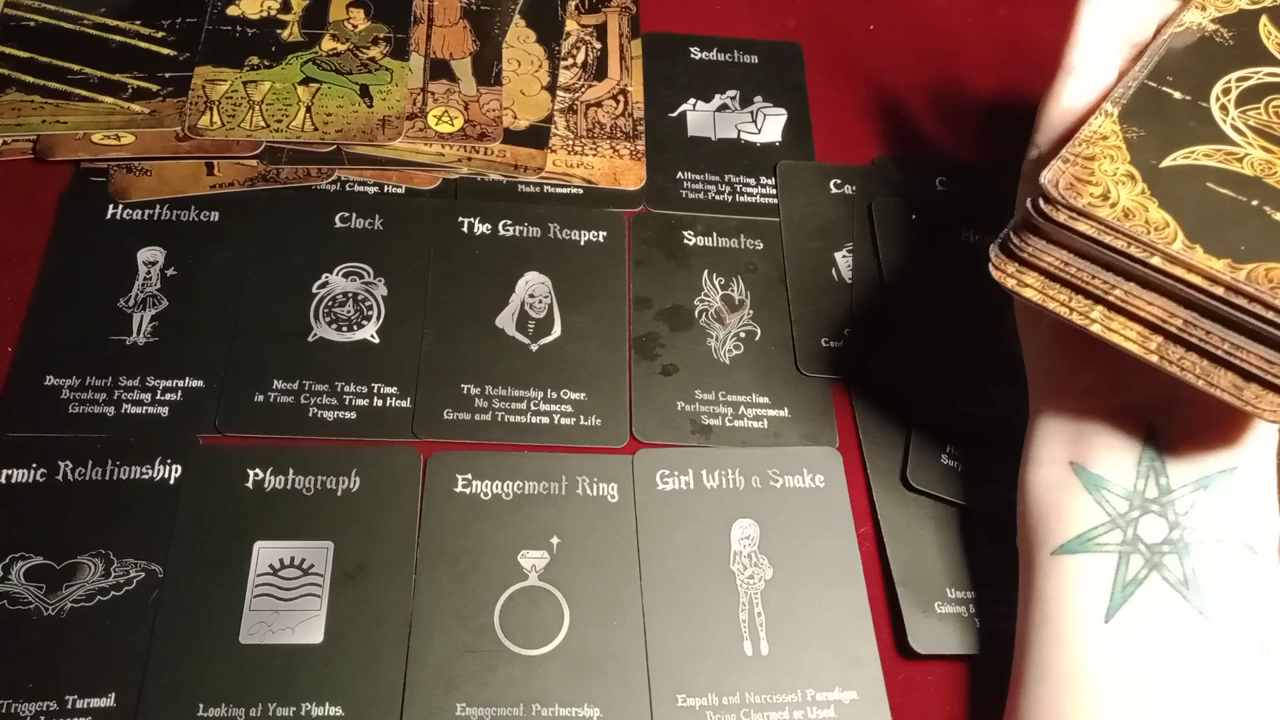 Seduction
Attraction, Flirting,
Hooking Up,
Third-Party
WANDS
CUPS
Adapt, Change, Heal
Make Memories
Heartbroken
Deeply Hurt, Sad, Separation,
Breakup, Feeling Lost,
Grieving, Mourning
Clock
Need Time, Takes Time,
in Time, Cycles, Time to Heal,
Progress
The Grim Reaper
The Relationship Is Over,
No Second Chances,
Grow and Transform Your Life
Soulmates
Soul Connection,
Partnership, Agreement,
Soul Contract
Relationship
Triggers, Turmoil,
Photograph
Looking at Your Photos,
Engagement Ring
Engagement, Partnership,
Girl With a Snake
Empath and Narcissist Paradigm,
Being Charmed or Used,
Giving &